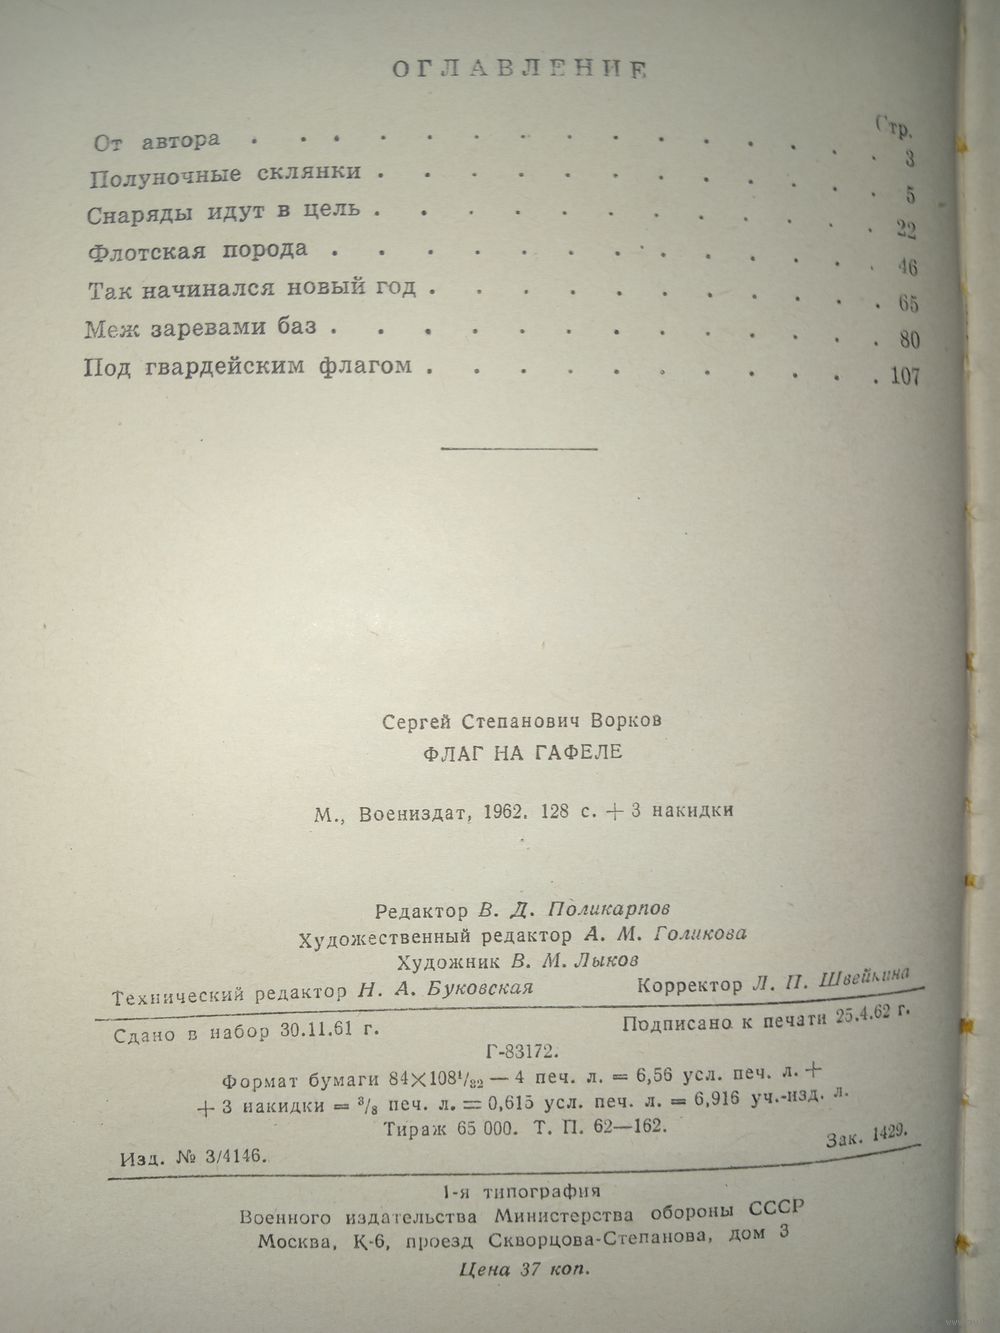 ОГЛАВЛЕНИЕ
Стр.
От автора . . . . . . . . . . . . . . 3
Полуночные склянки . . . . . . . . . . . . 5
Снаряды идут в цель . . . . . . . . . . . . 22
Флотская порода . . . . . . . . . . . . . 46
Так начинался новый год . . . . . . . . . . 65
Меж заревами баз . . . . . . . . . . . . . 80
Под гвардейским флагом . . . . . . . . . . . 107
Сергей Степанович Ворков
ФЛАГ НА ГАФЕЛЕ
М., Воениздат, 1962. 128 с. + 3 накидки
Редактор В. Д. Поликарпов
Художественный редактор А. М. Голикова
Художник В. М. Лыков
Технический редактор Н. А. Буковская Корректор Л. П. Швейкина
Сдано в набор 30.11.61 г. Подписано к печати 25.4.62 г.
Г-83172.
Формат бумаги 84×108¹/₃₂ — 4 печ. л. = 6,56 усл. печ. л. +
+ 3 накидки = ³/₈ печ. л. = 0,615 усл. печ. л. = 6,916 уч.-изд. л.
Тираж 65 000. Т. П. 62—162.
Изд. № 3/4146. Зак. 1429.
1-я типография
Военного издательства Министерства обороны СССР
Москва, К-6, проезд Скворцова-Степанова, дом 3
Цена 37 коп.